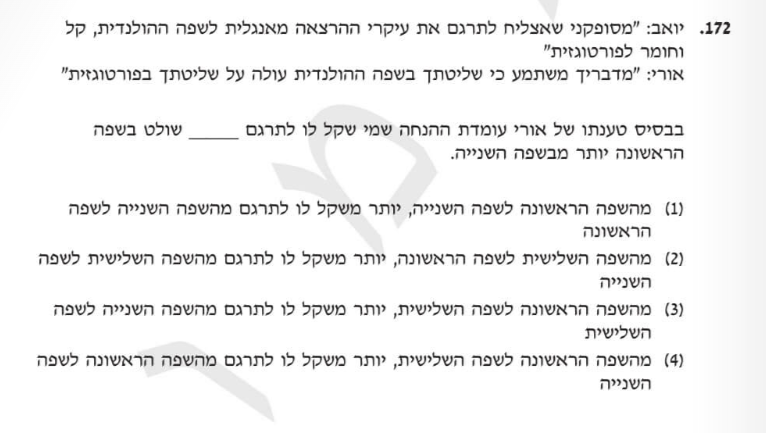 172. יואב: "מסופקני שאצליח לתרגם את עיקרי ההרצאה מאנגלית לשפה ההולנדית, קל
וחומר לפורטוגזית"
אורי: "מדבריך משתמע כי שליטתך בשפה ההולנדית עולה על שליטתך בפורטוגזית"
בבסיס טענתו של אורי עומדת ההנחה שמי שקל לו לתרגם _____ שולט בשפה
הראשונה יותר מבשפה השנייה.
(1) מהשפה הראשונה לשפה השנייה, יותר משקל לו לתרגם מהשפה השנייה לשפה
הראשונה
(2) מהשפה השלישית לשפה הראשונה, יותר משקל לו לתרגם מהשפה השלישית לשפה
השנייה
(3) מהשפה הראשונה לשפה השלישית, יותר משקל לו לתרגם מהשפה השנייה לשפה
השלישית
(4) מהשפה הראשונה לשפה השלישית, יותר משקל לו לתרגם מהשפה הראשונה לשפה
השנייה